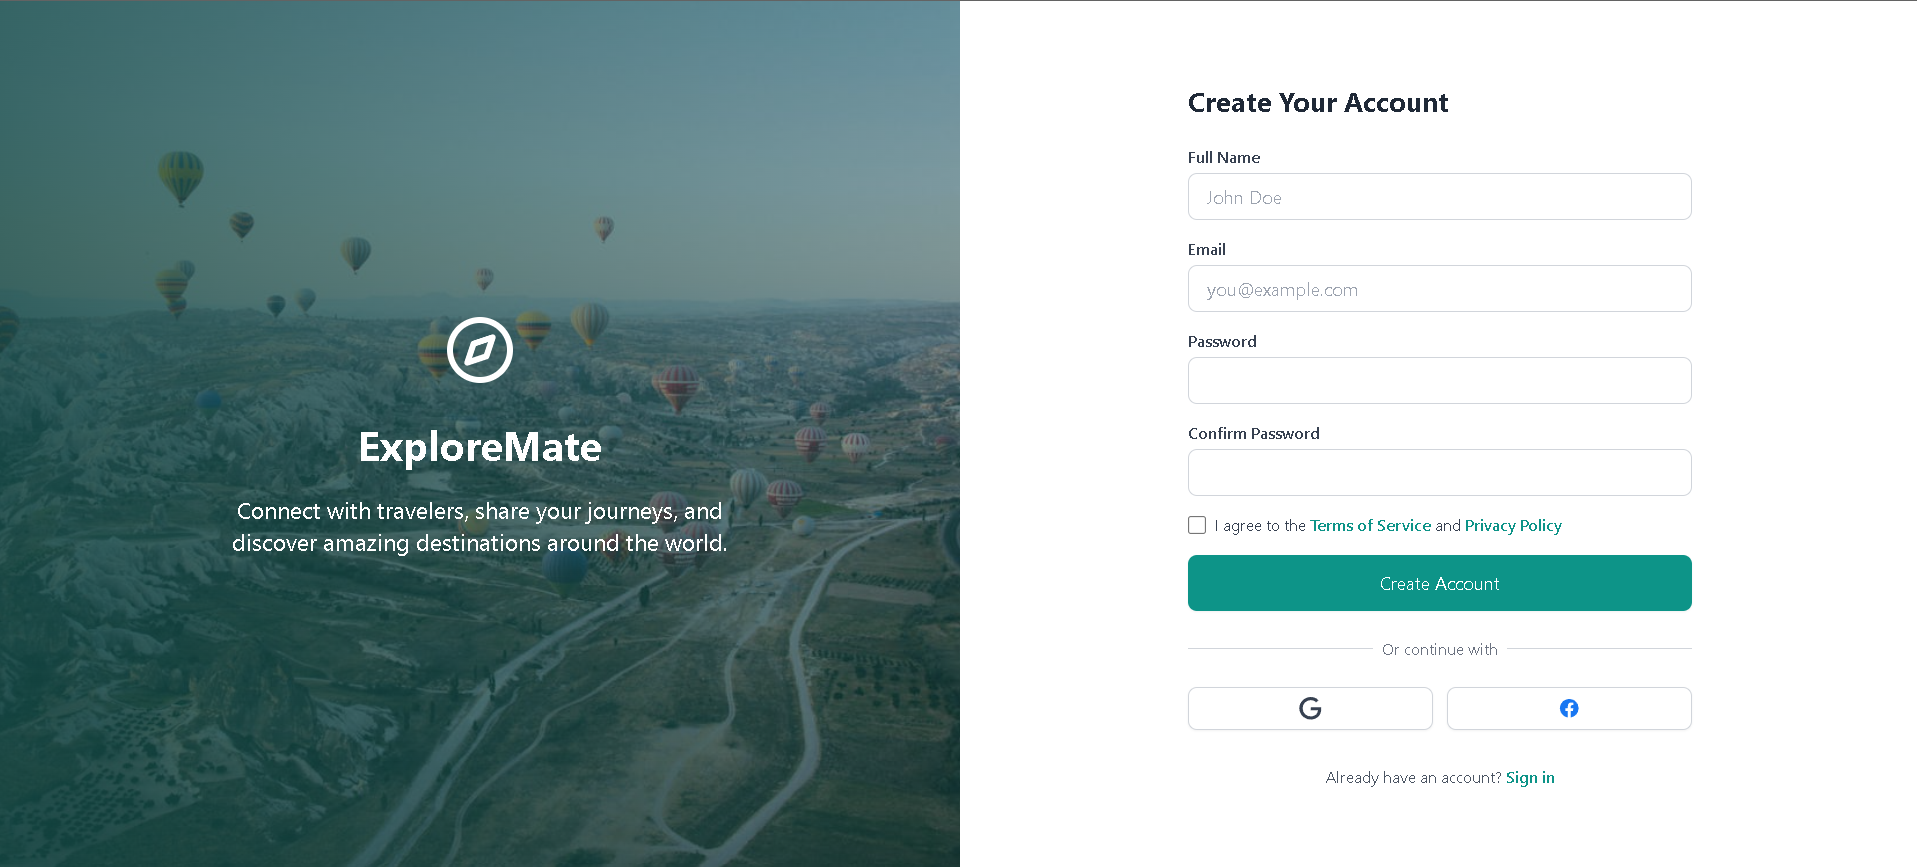 ExploreMate
Connect with travelers, share your journeys, and
discover amazing destinations around the world.
Create Your Account
Full Name
John Doe
Email
you@example.com
Password
Confirm Password
I agree to the Terms of Service and Privacy Policy
Create Account
Or continue with
Already have an account? Sign in